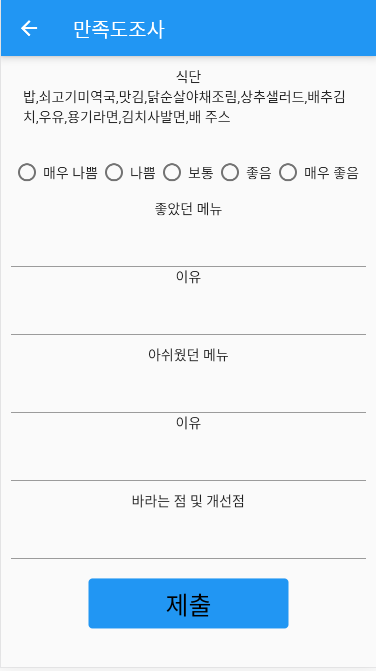 만족도조사
식단
밥,쇠고기미역국,맛김,닭순살야채조림,상추샐러드,배추김
치,우유,용기라면,김치사발면,배 주스
매우 나쁨 나쁨 보통 좋음 매우 좋음
좋았던 메뉴
이유
아쉬웠던 메뉴
이유
바라는 점 및 개선점
제출